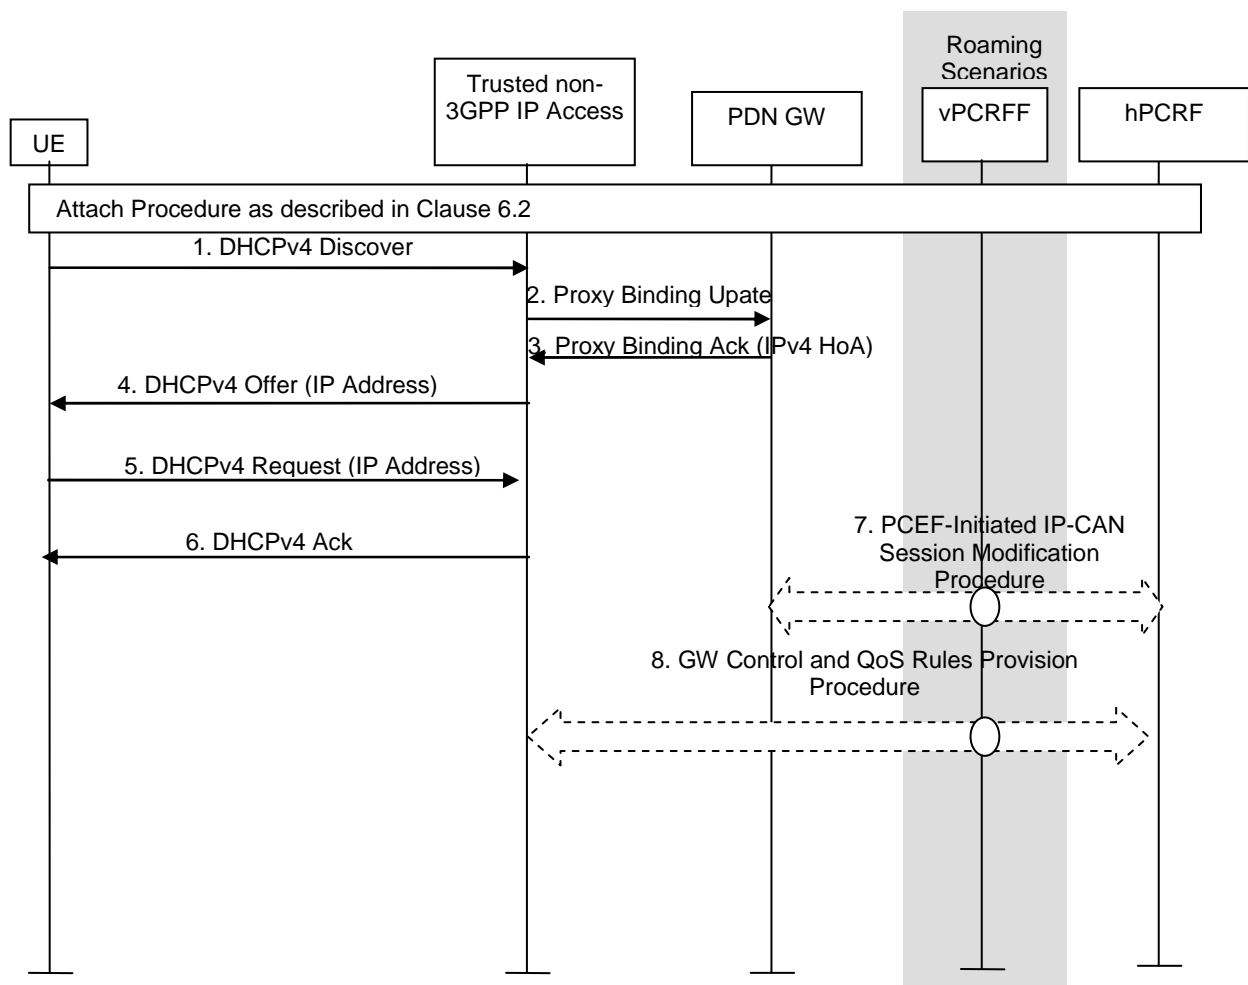 Roaming
Scenarios
Trusted non-
3GPP IP Access
PDN GW
vPCRFF
hPCRF
UE
Attach Procedure as described in Clause 6.2
1. DHCPv4 Discover
2. Proxy Binding Upate
3. Proxy Binding Ack (IPv4 HoA)
4. DHCPv4 Offer (IP Address)
5. DHCPv4 Request (IP Address)
6. DHCPv4 Ack
7. PCEF-Initiated IP-CAN
Session Modification
Procedure
8. GW Control and QoS Rules Provision
Procedure